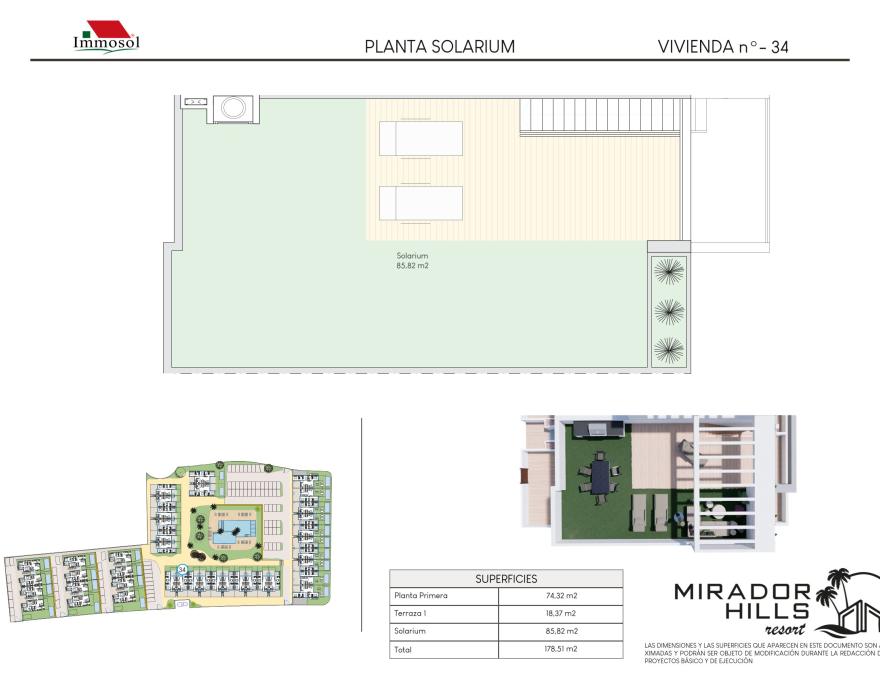 Immosol
PLANTA SOLARIUM
VIVIENDA nº- 34
Solarium
85,82 m2
34
SUPERFICIES
Planta Primera 74,32 m2
Terraza 1 18,37 m2
Solarium 85,82 m2
Total 178,51 m2
MIRADOR
HILLS
resort
LAS DIMENSIONES Y LAS SUPERFICIES QUE APARECEN EN ESTE DOCUMENTO SON
XIMADAS Y PODRÁN SER OBJETO DE MODIFICACIÓN DURANTE LA REDACCIÓN
PROYECTOS BÁSICO Y DE EJECUCIÓN